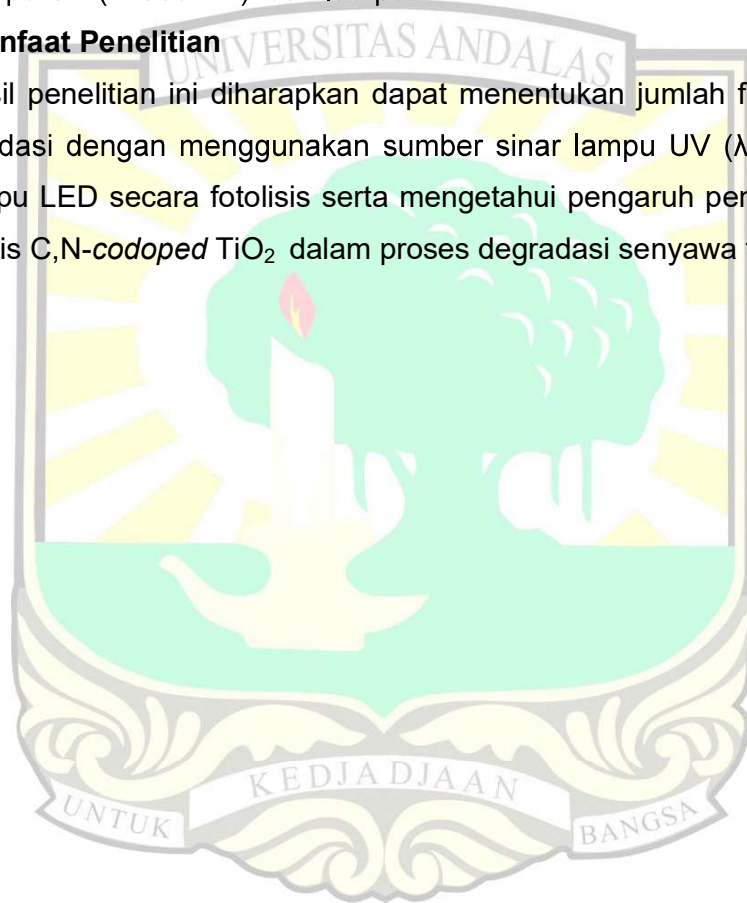 nfaat Penelitian
UNIVERSITAS ANDALAS
il penelitian ini diharapkan dapat menentukan jumlah f
dasi dengan menggunakan sumber sinar lampu UV (λ
pu LED secara fotolisis serta mengetahui pengaruh pen
is C,N-codoped TiO₂ dalam proses degradasi senyawa
UNTUK KEDJADJAAN BANGSA